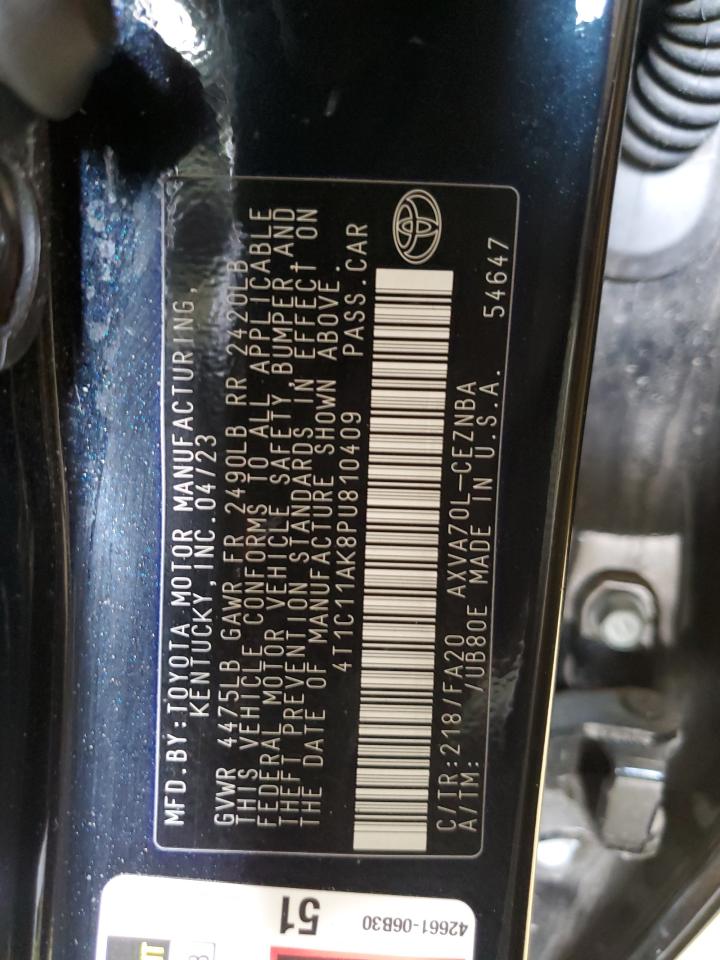 MFD.BY:TOYOTA MOTOR MANUFACTURING,
KENTUCKY,INC.04/23
GVWR 4475LB GAWR FR 2490LB RR 2420LB
THIS VEHICLE CONFORMS TO ALL APPLICABLE
FEDERAL MOTOR VEHICLE SAFETY,BUMPER,AND
THEFT PREVENTION STANDARDS IN EFFECT ON
THE DATE OF MANUFACTURE SHOWN ABOVE.
4T1C11AK8PU810409 PASS.CAR
C/TR:218/FA20 AXVA70L-CEZNBA
A/TM: /UB80E MADE IN U.S.A. 54647
51
42661-06B30